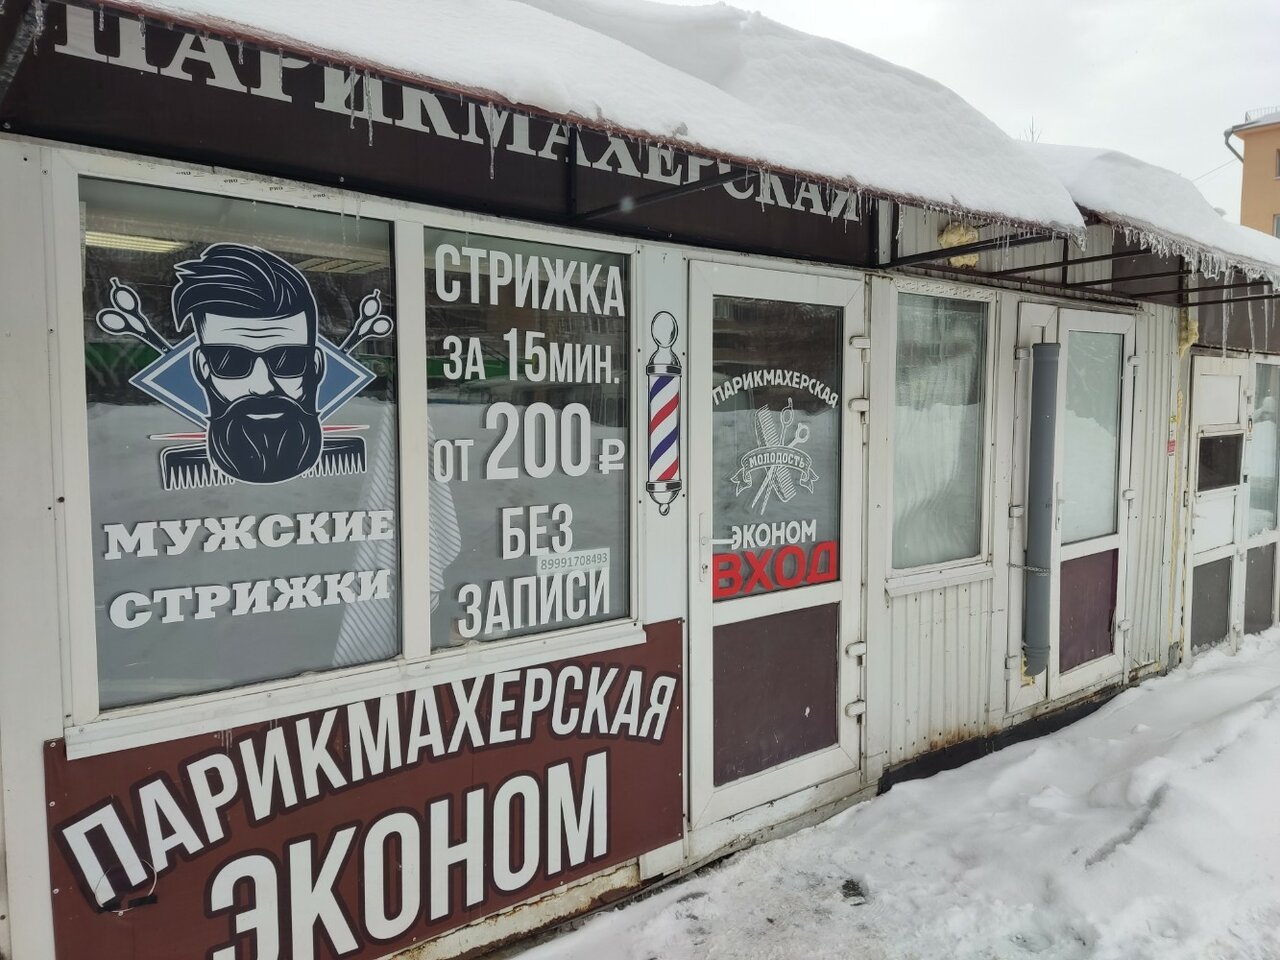 ПАРИКМАХЕРСКАЯ
МУЖСКИЕ
СТРИЖКИ
СТРИЖКА
ЗА 15МИН.
ОТ 200 ₽
БЕЗ
89991708493
ЗАПИСИ
ПАРИКМАХЕРСКАЯ
МОЛОДОСТЬ
ЭКОНОМ
ВХОД
ПАРИКМАХЕРСКАЯ
ЭКОНОМ